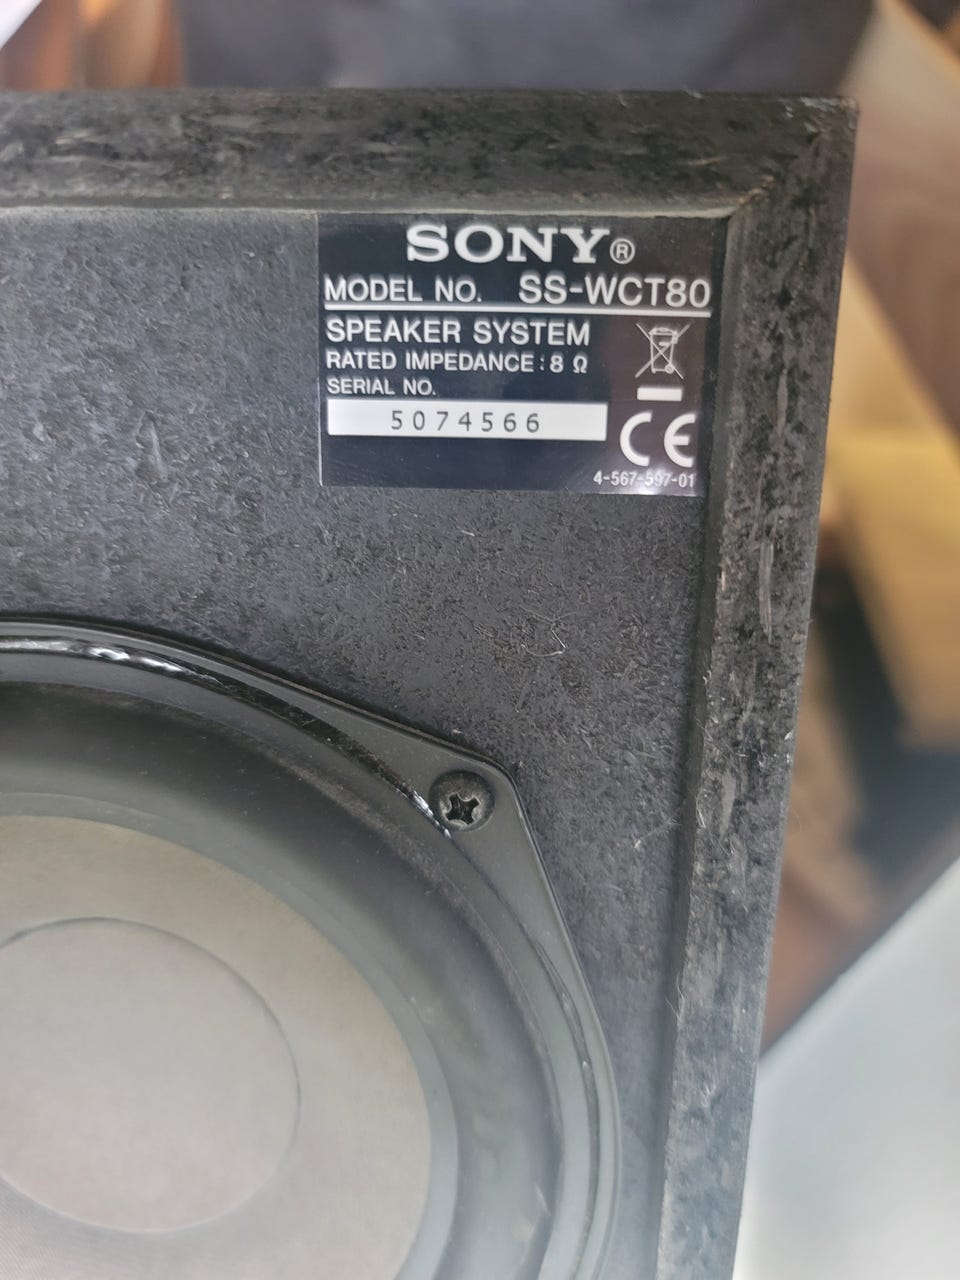 SONY®
MODEL NO. SS-WCT80
SPEAKER SYSTEM
RATED IMPEDANCE : 8 Ω
SERIAL NO.
5074566
CE
4-567-597-01